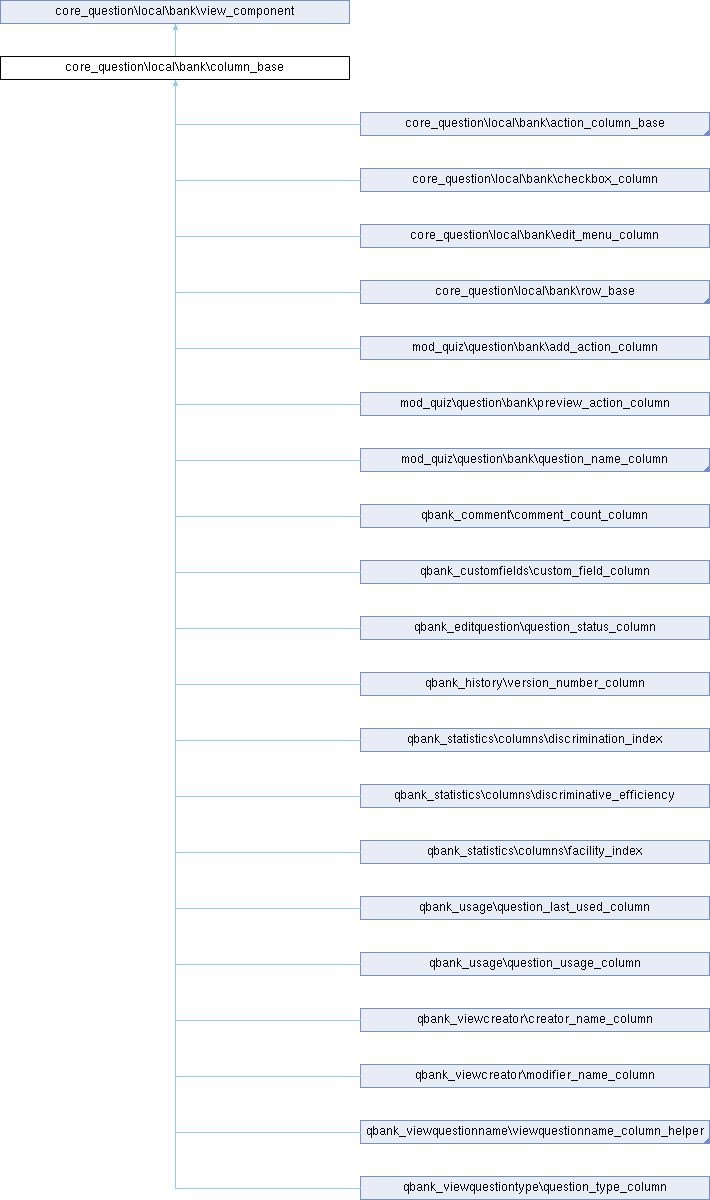 core_question\local\bank\view_component
core_question\local\bank\column_base
core_question\local\bank\action_column_base
core_question\local\bank\checkbox_column
core_question\local\bank\edit_menu_column
core_question\local\bank\row_base
mod_quiz\question\bank\add_action_column
mod_quiz\question\bank\preview_action_column
mod_quiz\question\bank\question_name_column
qbank_comment\comment_count_column
qbank_customfields\custom_field_column
qbank_editquestion\question_status_column
qbank_history\version_number_column
qbank_statistics\columns\discrimination_index
qbank_statistics\columns\discriminative_efficiency
qbank_statistics\columns\facility_index
qbank_usage\question_last_used_column
qbank_usage\question_usage_column
qbank_viewcreator\creator_name_column
qbank_viewcreator\modifier_name_column
qbank_viewquestionname\viewquestionname_column_helper
qbank_viewquestiontype\question_type_column